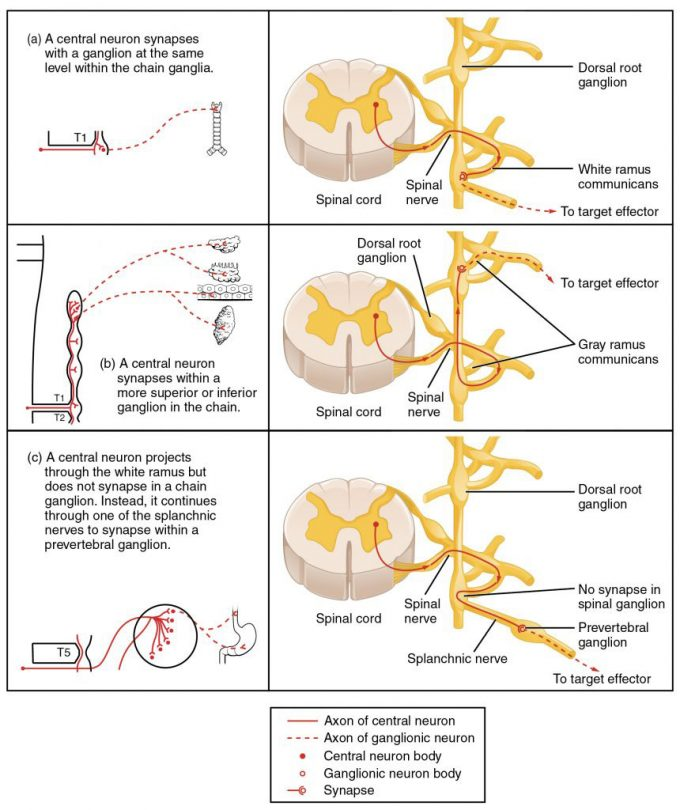 (a) A central neuron synapses
with a ganglion at the same
level within the chain ganglia.
T1
Dorsal root
ganglion
White ramus
communicans
Spinal
nerve
Spinal cord
To target effector
(b) A central neuron
synapses within a
more superior or inferior
ganglion in the chain.
T1
T2
Dorsal root
ganglion
To target effector
Gray ramus
communicans
Spinal
nerve
Spinal cord
(c) A central neuron projects
through the white ramus but
does not synapse in a chain
ganglion. Instead, it continues
through one of the splanchnic
nerves to synapse within a
prevertebral ganglion.
T5
Dorsal root
ganglion
No synapse in
spinal ganglion
Spinal cord
Spinal
nerve
Prevertebral
ganglion
Splanchnic nerve
To target effector
Axon of central neuron
Axon of ganglionic neuron
Central neuron body
Ganglionic neuron body
Synapse